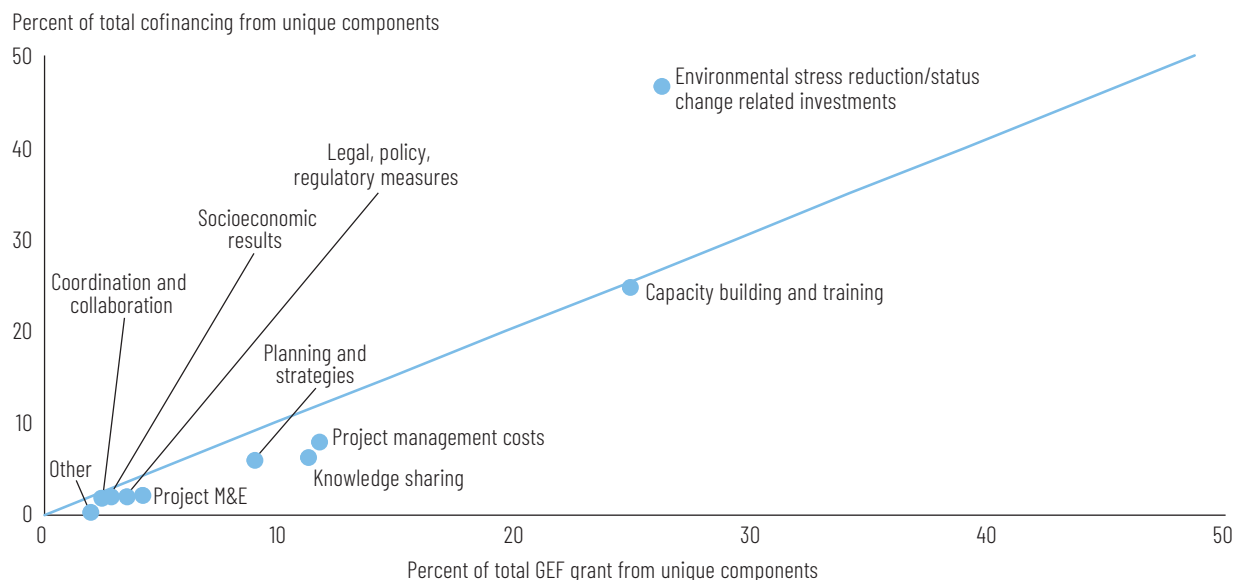 Percent of total cofinancing from unique components
50
40
30
20
10
0
Environmental stress reduction/status
change related investments
Legal, policy,
regulatory measures
Socioeconomic
results
Coordination and
collaboration
Capacity building and training
Planning and
strategies
Project management costs
Knowledge sharing
Other
Project M&E
0
10
20
30
40
50
Percent of total GEF grant from unique components